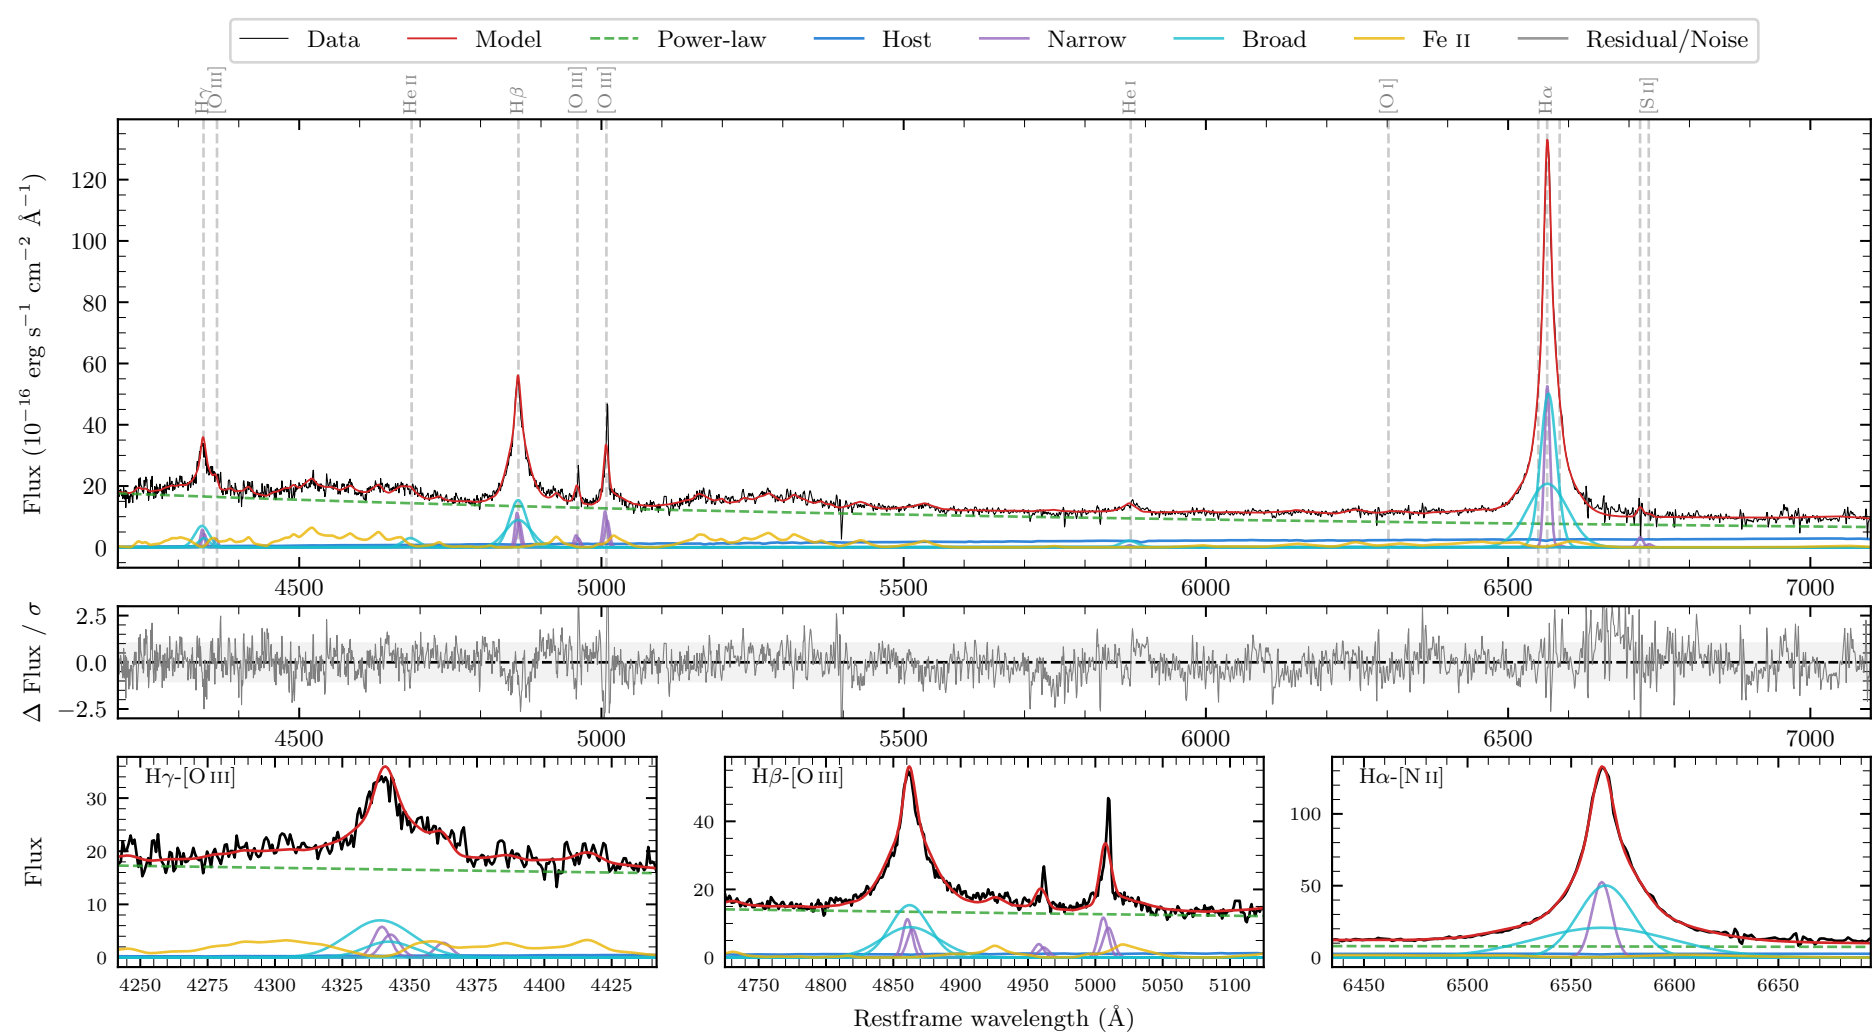 Data Model Power-law Host Narrow Broad Fe II Residual/Noise
Hγ [O III] He II Hβ [O III] [O III] He I [O I] Hα [S II]
Flux (10⁻¹⁶ erg s⁻¹ cm⁻² Å⁻¹)
120
100
80
60
40
20
0
4500 5000 5500 6000 6500 7000
Δ Flux / σ
2.5
0.0
−2.5
4500 5000 5500 6000 6500 7000
Flux
Hγ-[O III]
30
20
10
0
4250 4275 4300 4325 4350 4375 4400 4425
Hβ-[O III]
40
20
0
4750 4800 4850 4900 4950 5000 5050 5100
Hα-[N II]
100
50
0
6450 6500 6550 6600 6650
Restframe wavelength (Å)